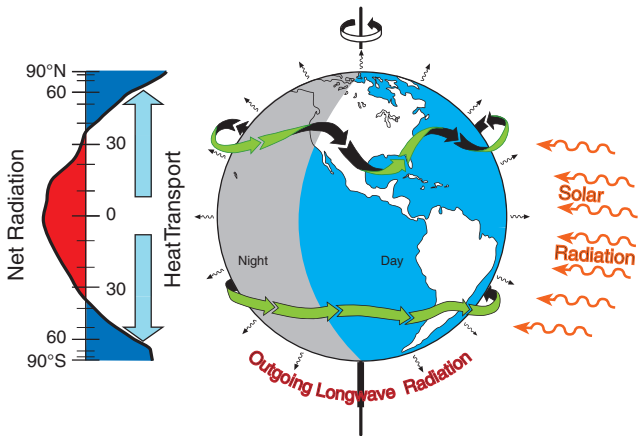 90°N
60
30
0
30
60
90°S
Net Radiation
Heat Transport
Night
Day
Solar
Radiation
Outgoing Longwave Radiation